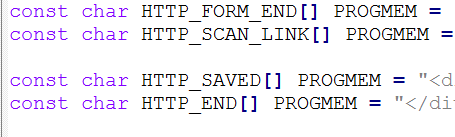 const char HTTP_FORM_END[] PROGMEM =
const char HTTP_SCAN_LINK[] PROGMEM =
const char HTTP_SAVED[] PROGMEM = "<d
const char HTTP_END[] PROGMEM = "</di